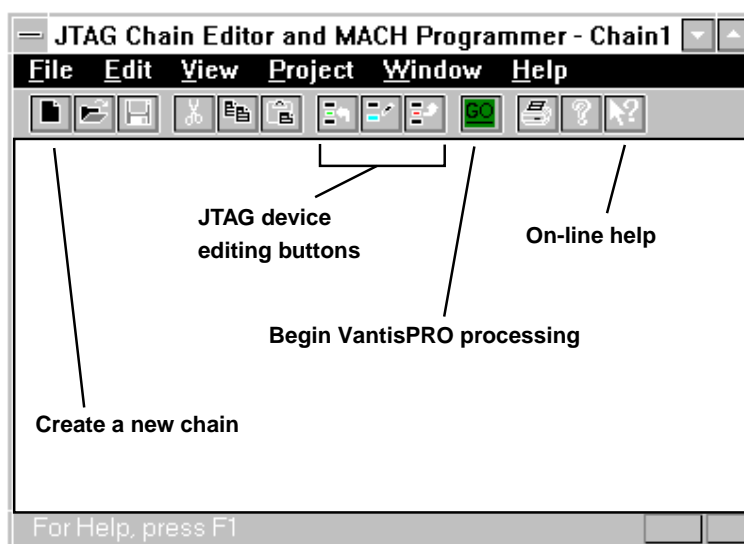 JTAG Chain Editor and MACH Programmer - Chain1
File Edit View Project Window Help
GO
JTAG device
editing buttons
On-line help
Begin VantisPRO processing
Create a new chain
For Help, press F1